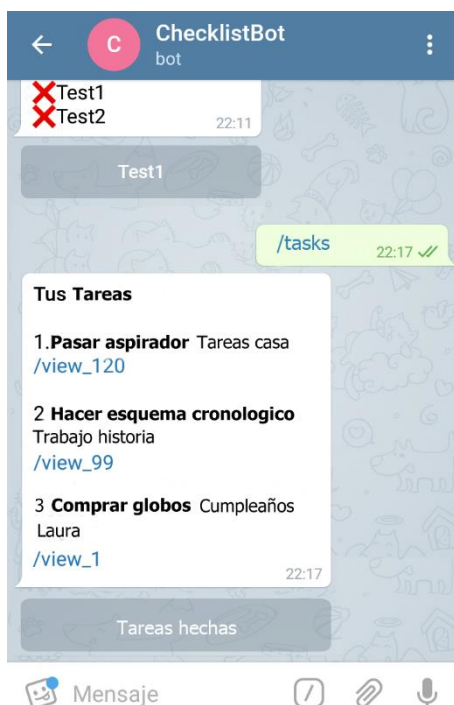 C
ChecklistBot
bot
❌Test1
❌Test2
22:11
Test1
/tasks
22:17
Tus Tareas
1.Pasar aspirador Tareas casa
/view_120
2 Hacer esquema cronologico
Trabajo historia
/view_99
3 Comprar globos Cumpleaños
Laura
/view_1
22:17
Tareas hechas
Mensaje